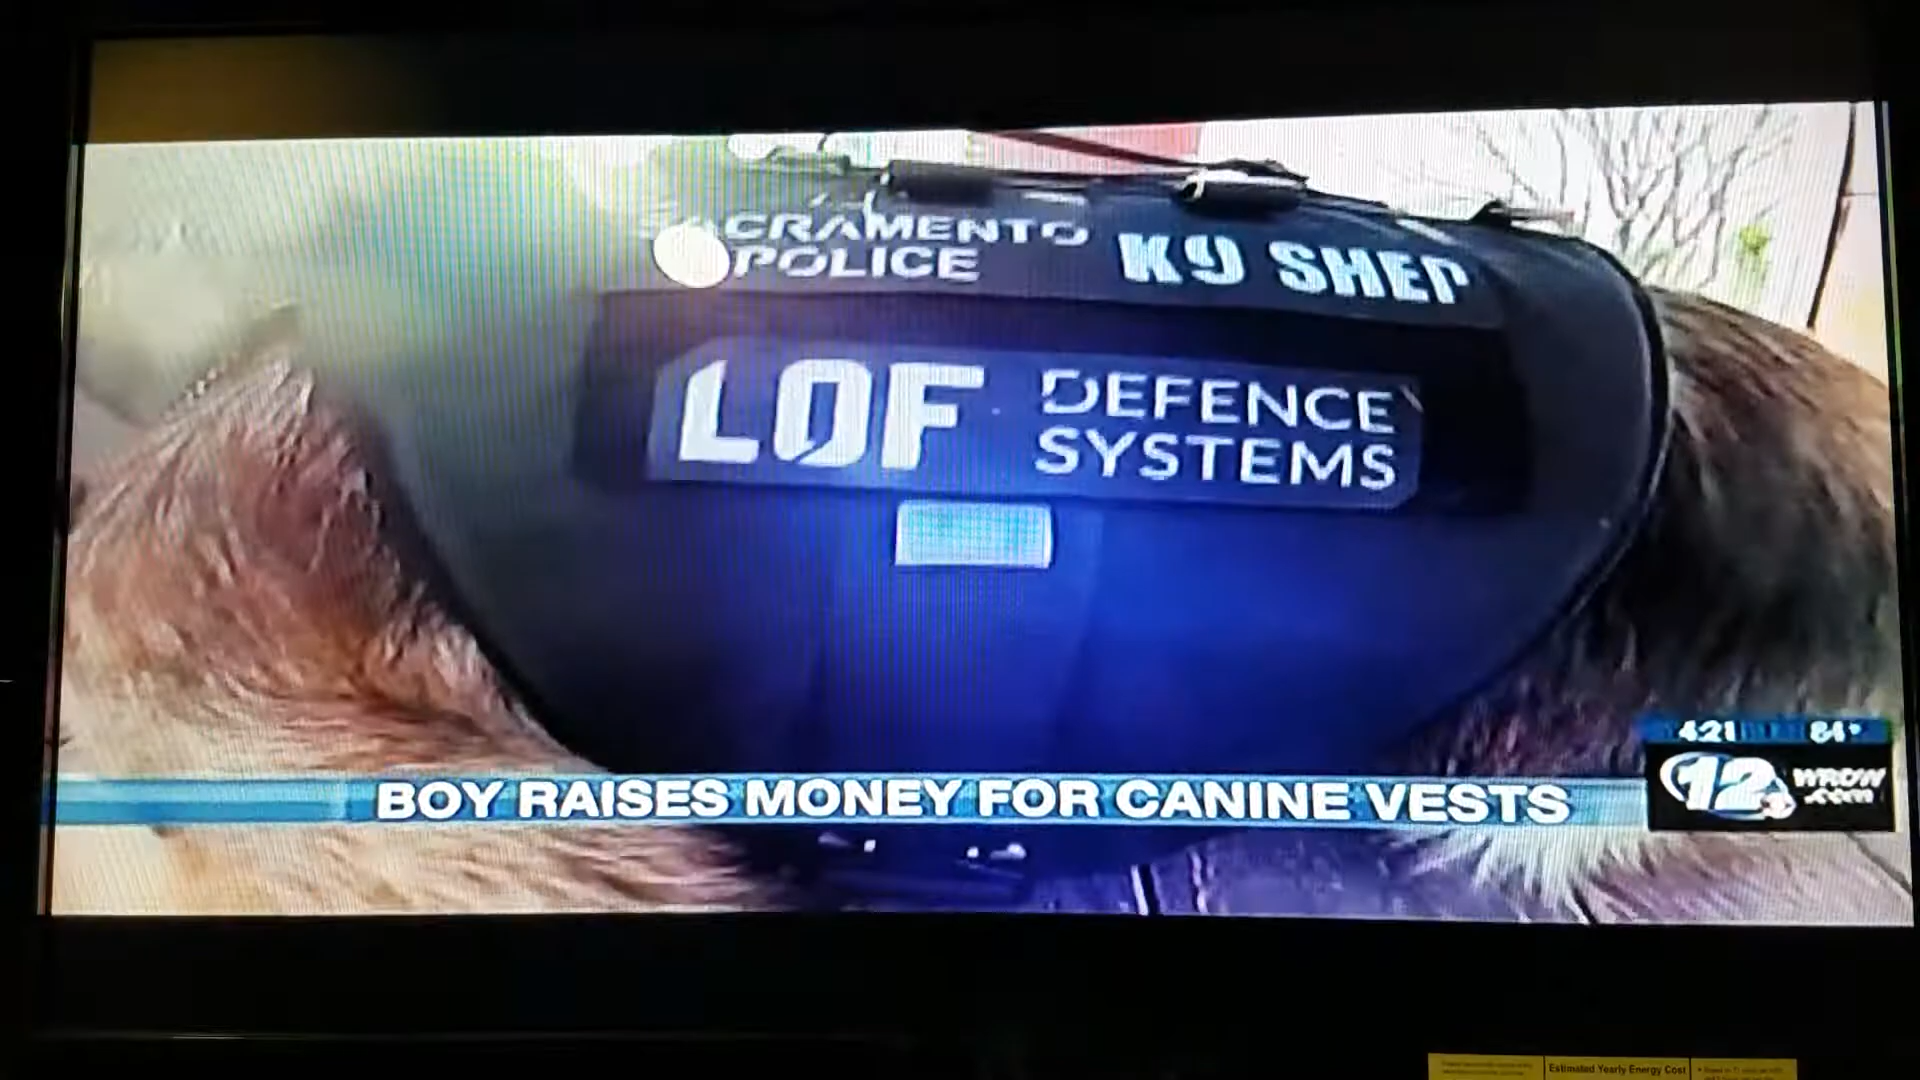 SACRAMENTO
POLICE
K9 SHEP
LOF
DEFENCE
SYSTEMS
4:21 84°
BOY RAISES MONEY FOR CANINE VESTS
12
WRDW
.com
Estimated Yearly Energy Cost